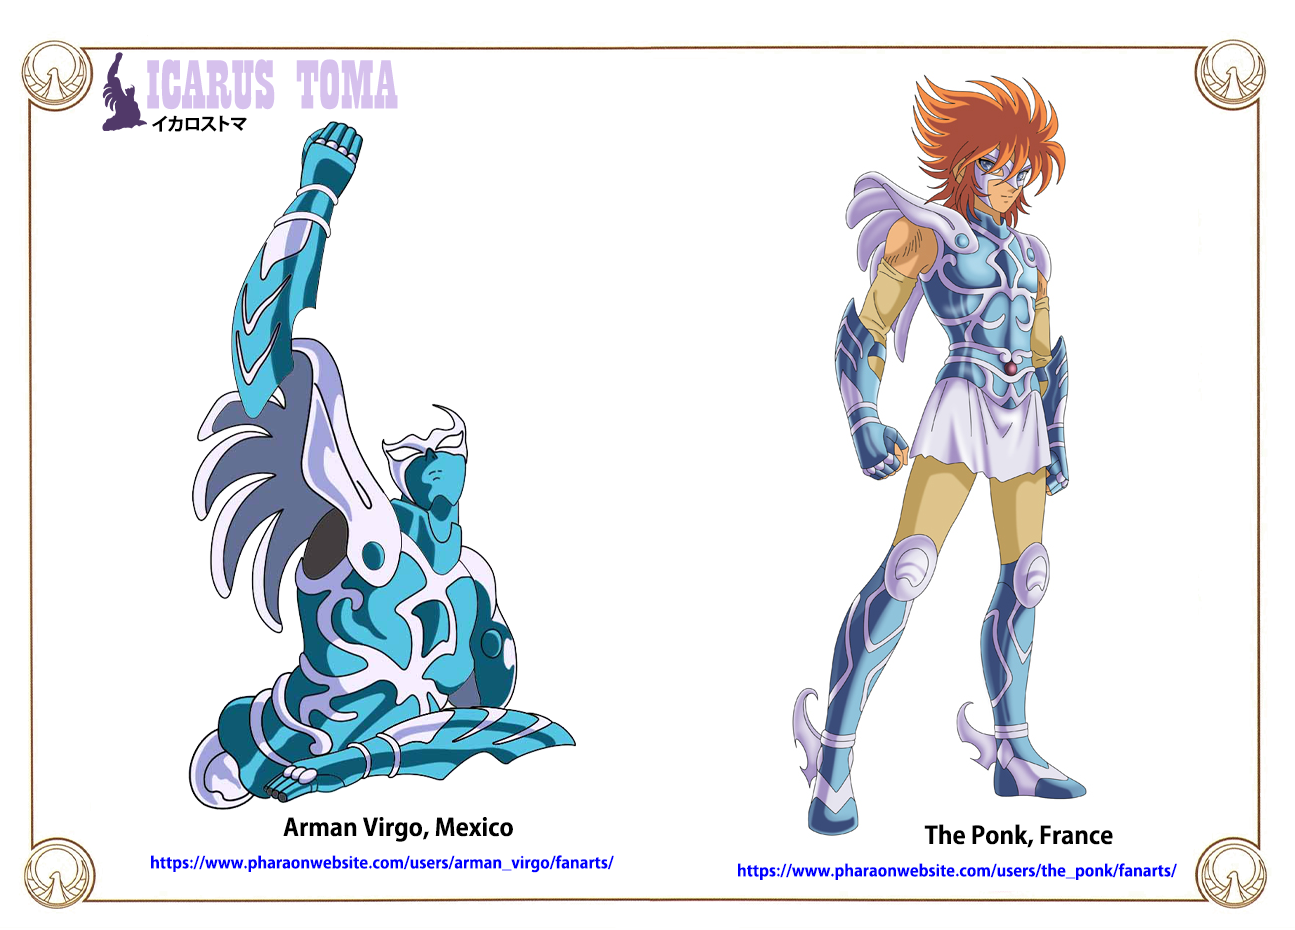 ICARUS TOMA
イカロストマ
Arman Virgo, Mexico
https://www.pharaonwebsite.com/users/arman_virgo/fanarts/
The Ponk, France
https://www.pharaonwebsite.com/users/the_ponk/fanarts/